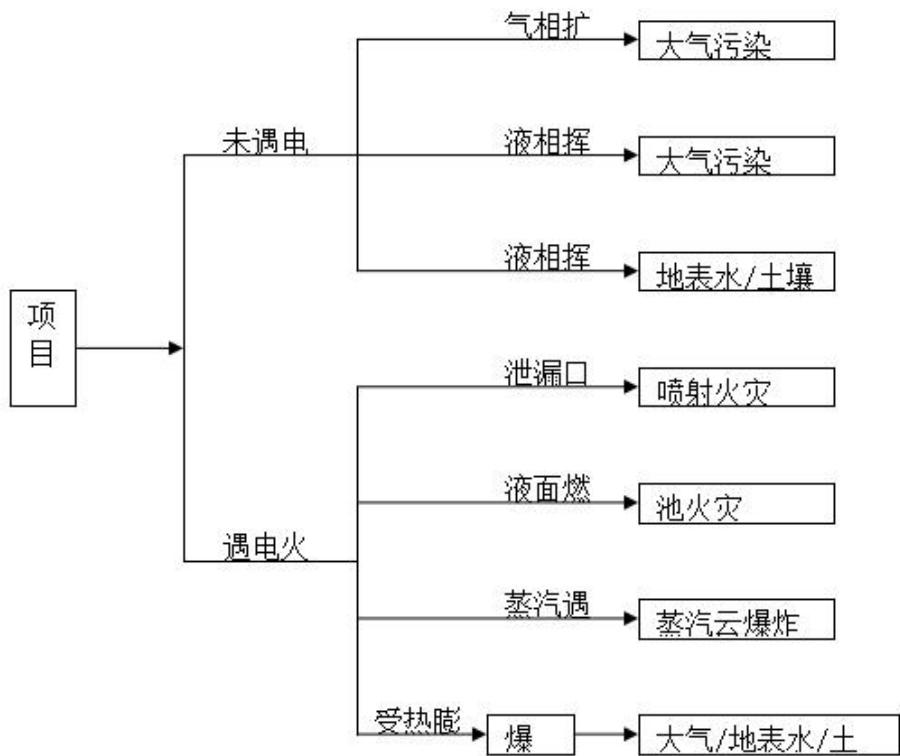 气相扩
大气污染
未遇电
液相挥
大气污染
液相挥
地表水/土壤
项
目
泄漏口
喷射火灾
液面燃
池火灾
遇电火
蒸汽遇
蒸汽云爆炸
受热膨
爆
大气/地表水/土